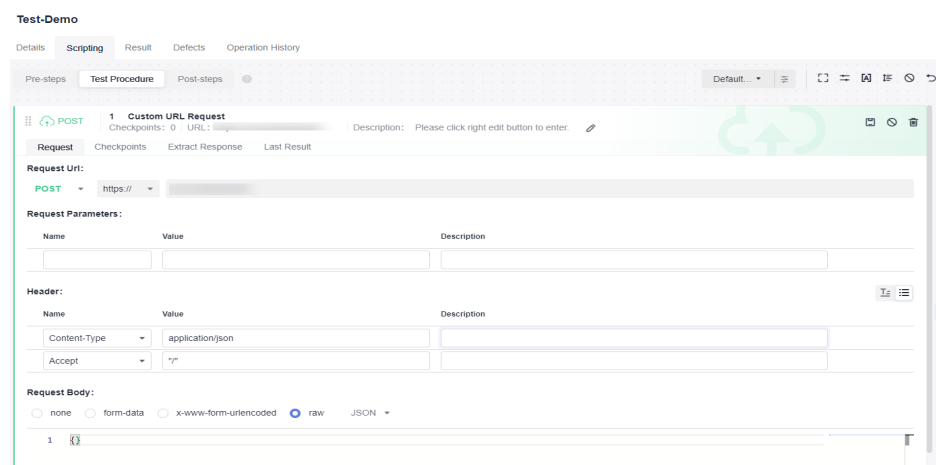 Test-Demo
Details Scripting Result Defects Operation History
Pre-steps Test Procedure Post-steps Default...
POST 1 Custom URL Request
Checkpoints: 0 URL: Description: Please click right edit button to enter.
Request Checkpoints Extract Response Last Result
Request Url:
POST https://
Request Parameters:
Name Value Description
Header:
Name Value Description
Content-Type application/json
Accept "/"
Request Body:
none form-data x-www-form-urlencoded raw JSON
1 {}